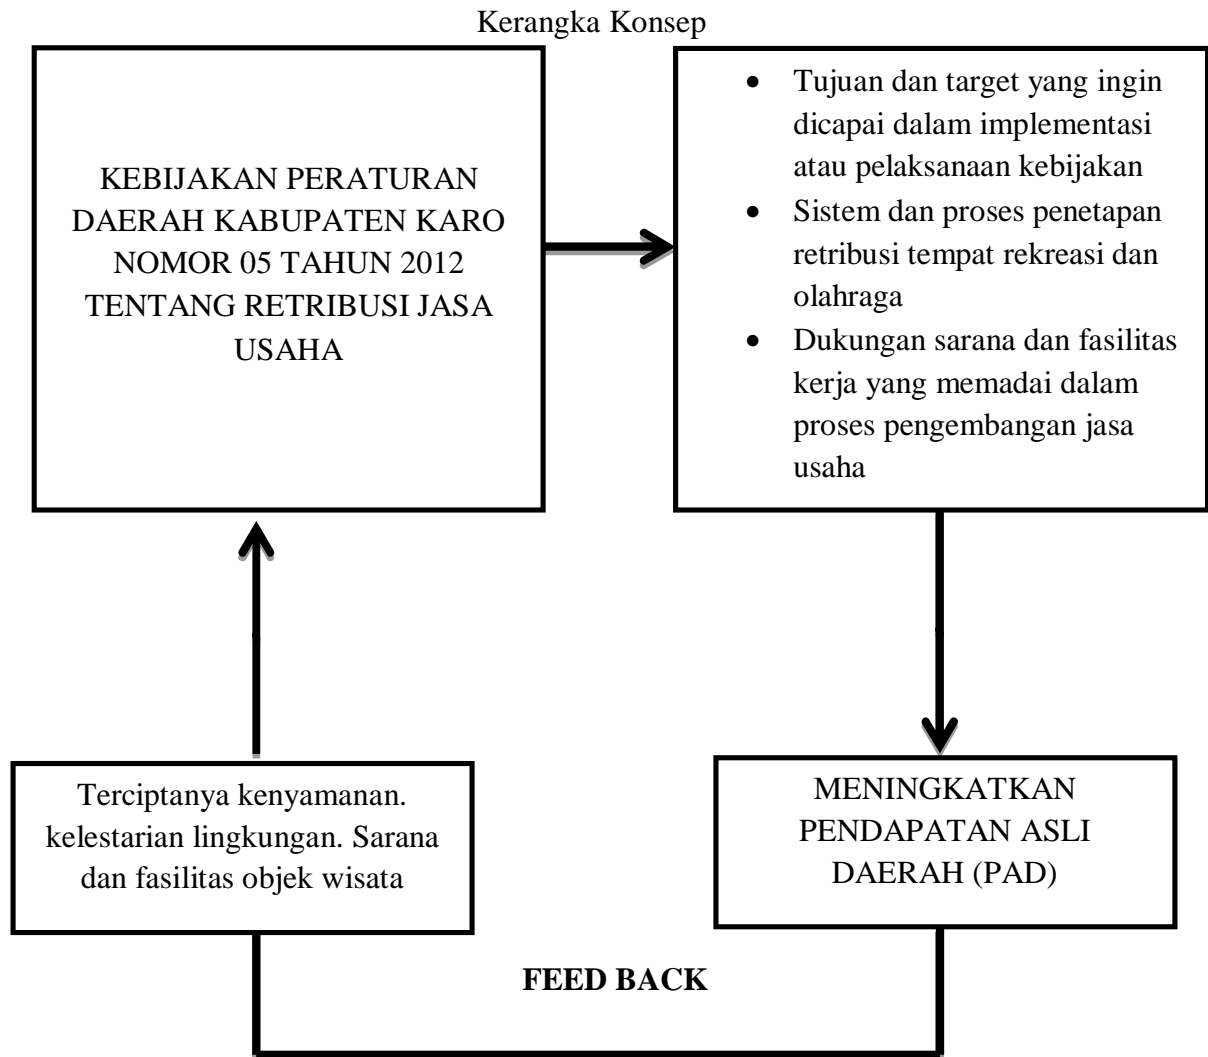 Kerangka Konsep
KEBIJAKAN PERATURAN
DAERAH KABUPATEN KARO
NOMOR 05 TAHUN 2012
TENTANG RETRIBUSI JASA
USAHA
• Tujuan dan target yang ingin
dicapai dalam implementasi
atau pelaksanaan kebijakan
• Sistem dan proses penetapan
retribusi tempat rekreasi dan
olahraga
• Dukungan sarana dan fasilitas
kerja yang memadai dalam
proses pengembangan jasa
usaha
Terciptanya kenyamanan.
kelestarian lingkungan. Sarana
dan fasilitas objek wisata
MENINGKATKAN
PENDAPATAN ASLI
DAERAH (PAD)
FEED BACK